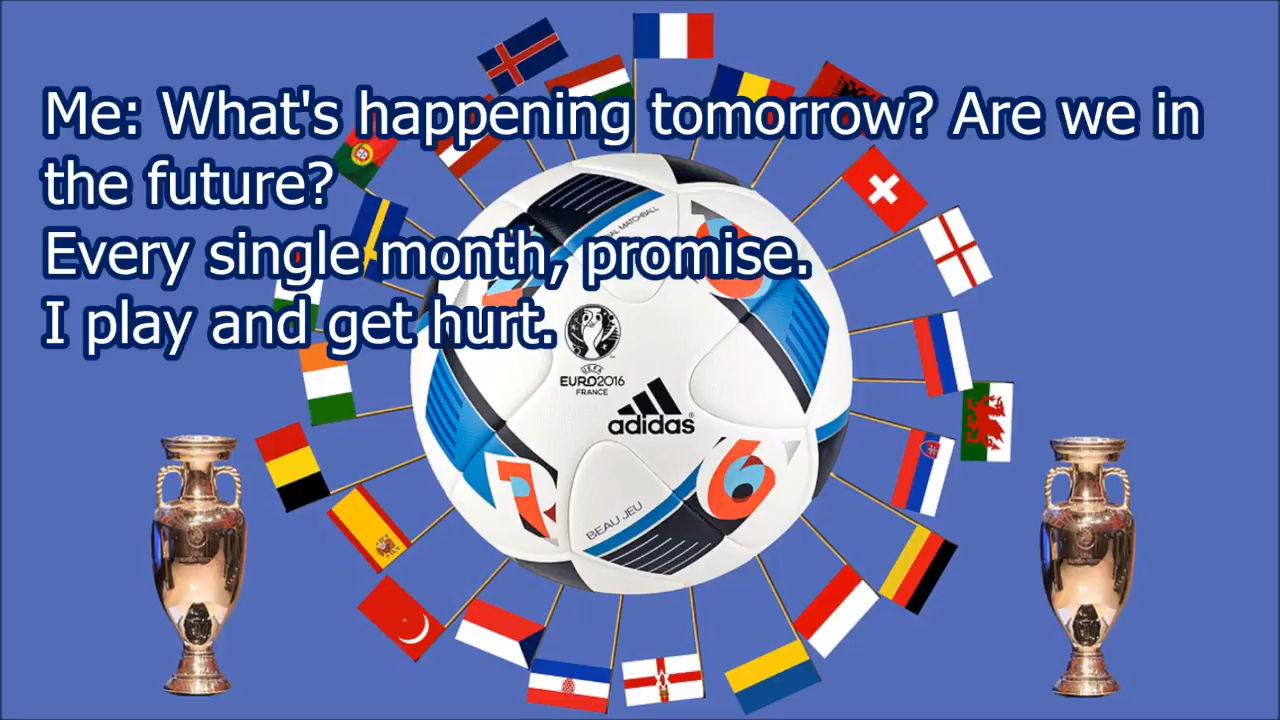 Me: What's happening tomorrow? Are we in
the future?
Every single month, promise.
I play and get hurt.
UEFA
EURO2016
FRANCE
adidas
BEAU JEU